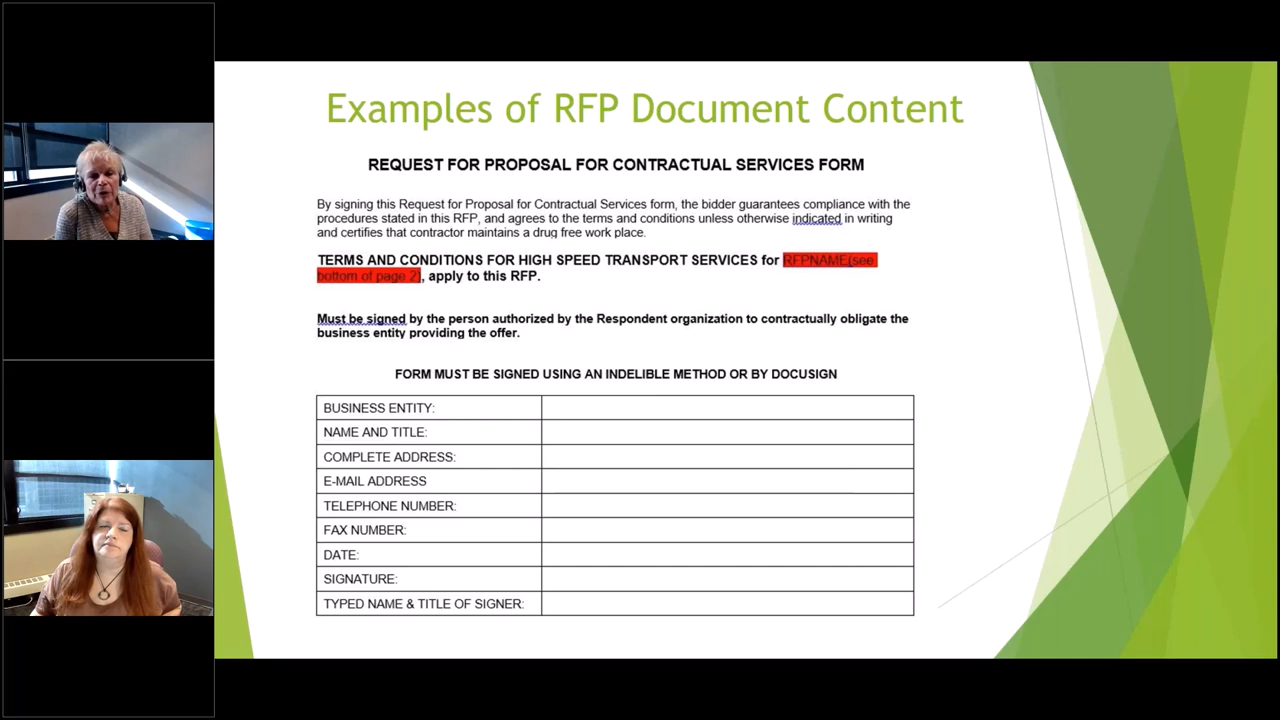 Examples of RFP Document Content
REQUEST FOR PROPOSAL FOR CONTRACTUAL SERVICES FORM
By signing this Request for Proposal for Contractual Services form, the bidder guarantees compliance with the
procedures stated in this RFP, and agrees to the terms and conditions unless otherwise indicated in writing
and certifies that contractor maintains a drug free work place.
TERMS AND CONDITIONS FOR HIGH SPEED TRANSPORT SERVICES for RFPNAME(see
bottom of page 2), apply to this RFP.
Must be signed by the person authorized by the Respondent organization to contractually obligate the
business entity providing the offer.
FORM MUST BE SIGNED USING AN INDELIBLE METHOD OR BY DOCUSIGN
BUSINESS ENTITY:
NAME AND TITLE:
COMPLETE ADDRESS:
E-MAIL ADDRESS
TELEPHONE NUMBER:
FAX NUMBER:
DATE:
SIGNATURE:
TYPED NAME & TITLE OF SIGNER: